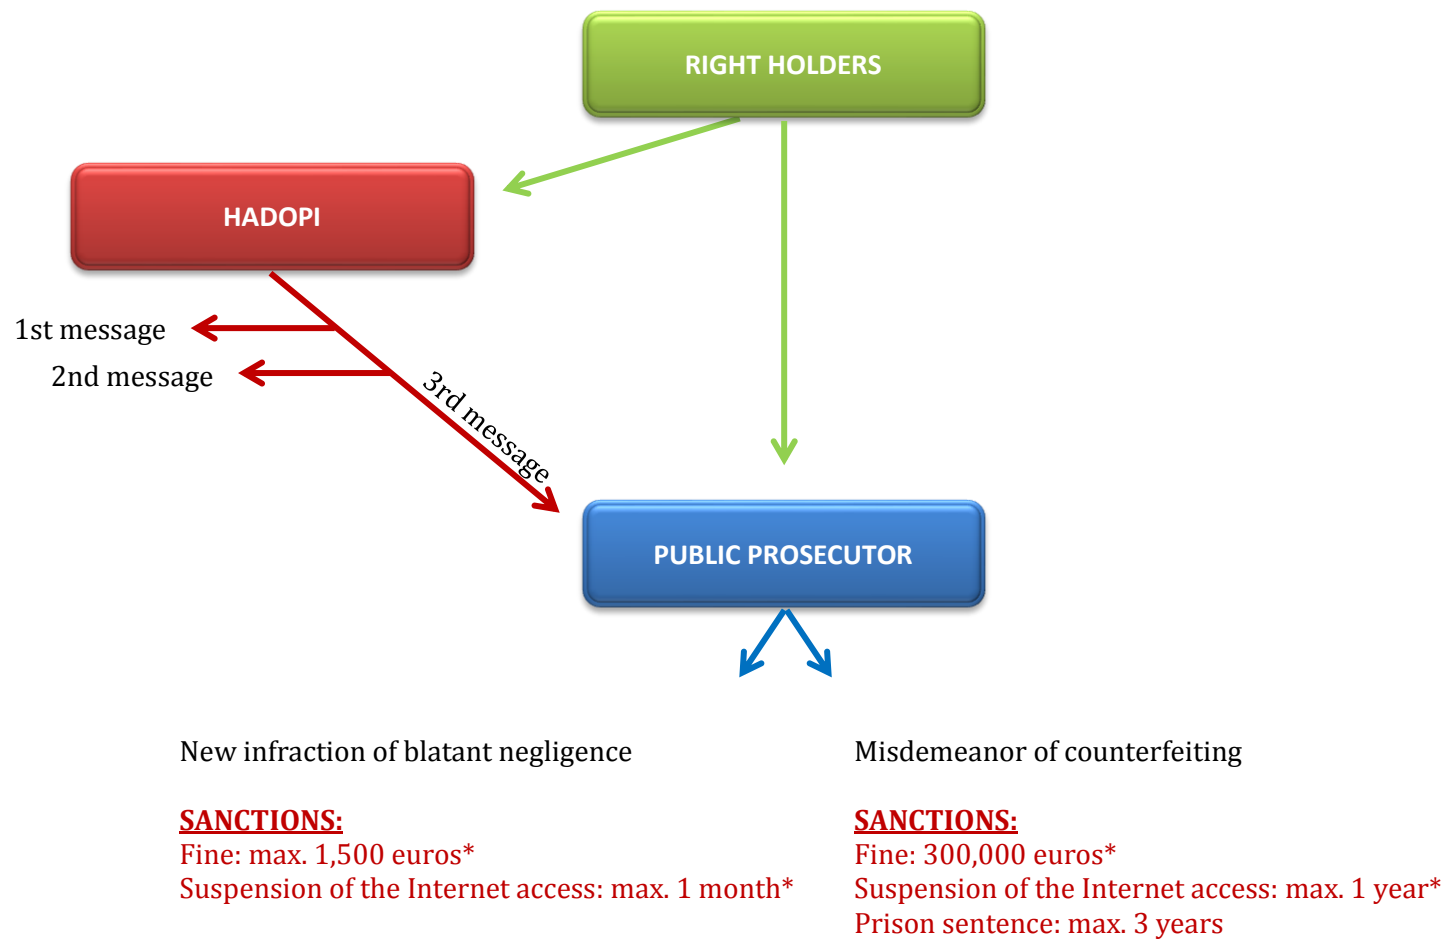 RIGHT HOLDERS
HADOPI
1st message
2nd message
3rd message
PUBLIC PROSECUTOR
New infraction of blatant negligence
SANCTIONS:
Fine: max. 1,500 euros*
Suspension of the Internet access: max. 1 month*
Misdemeanor of counterfeiting
SANCTIONS:
Fine: 300,000 euros*
Suspension of the Internet access: max. 1 year*
Prison sentence: max. 3 years